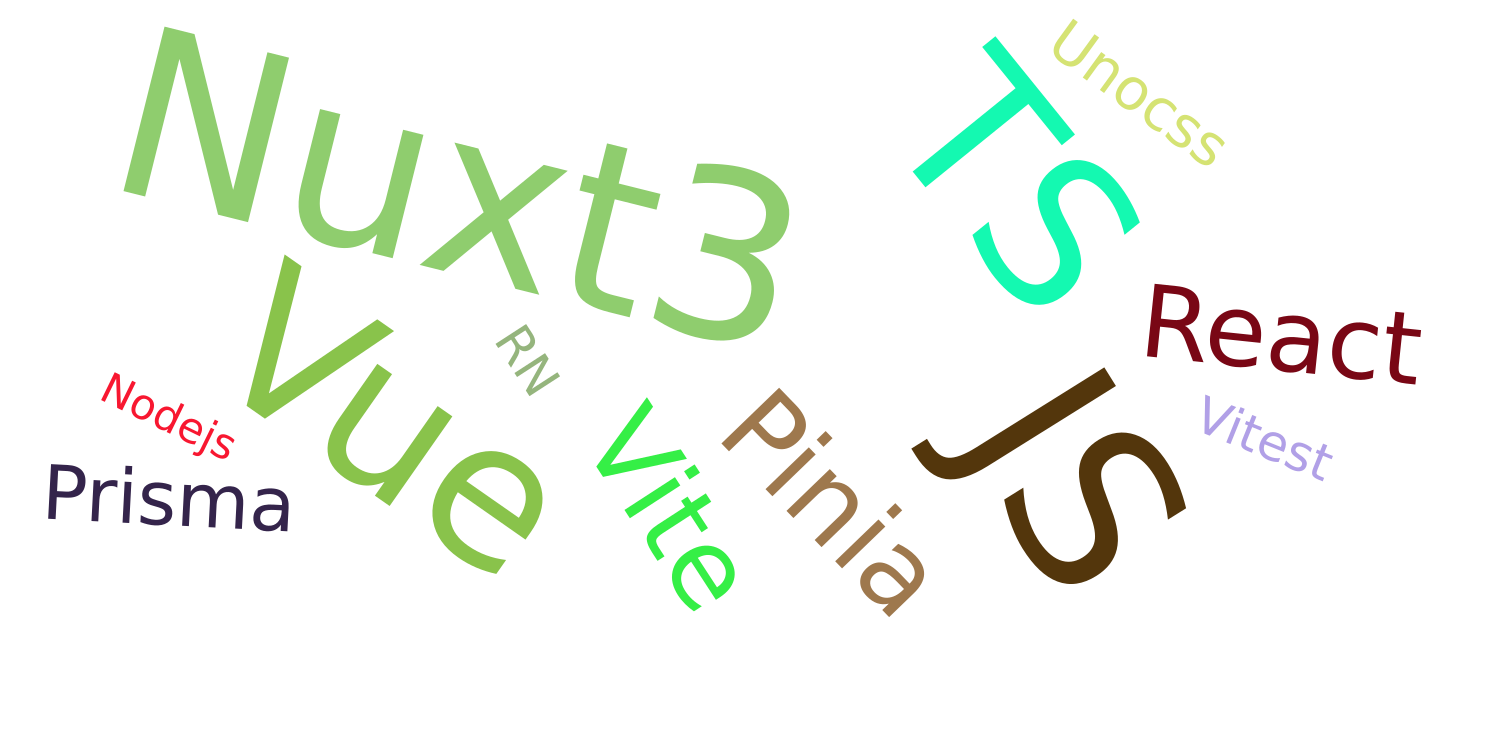 Nuxt3
TS
Unocss
Vue
RN
React
Nodejs
Vite
Pinia
JS
Vitest
Prisma